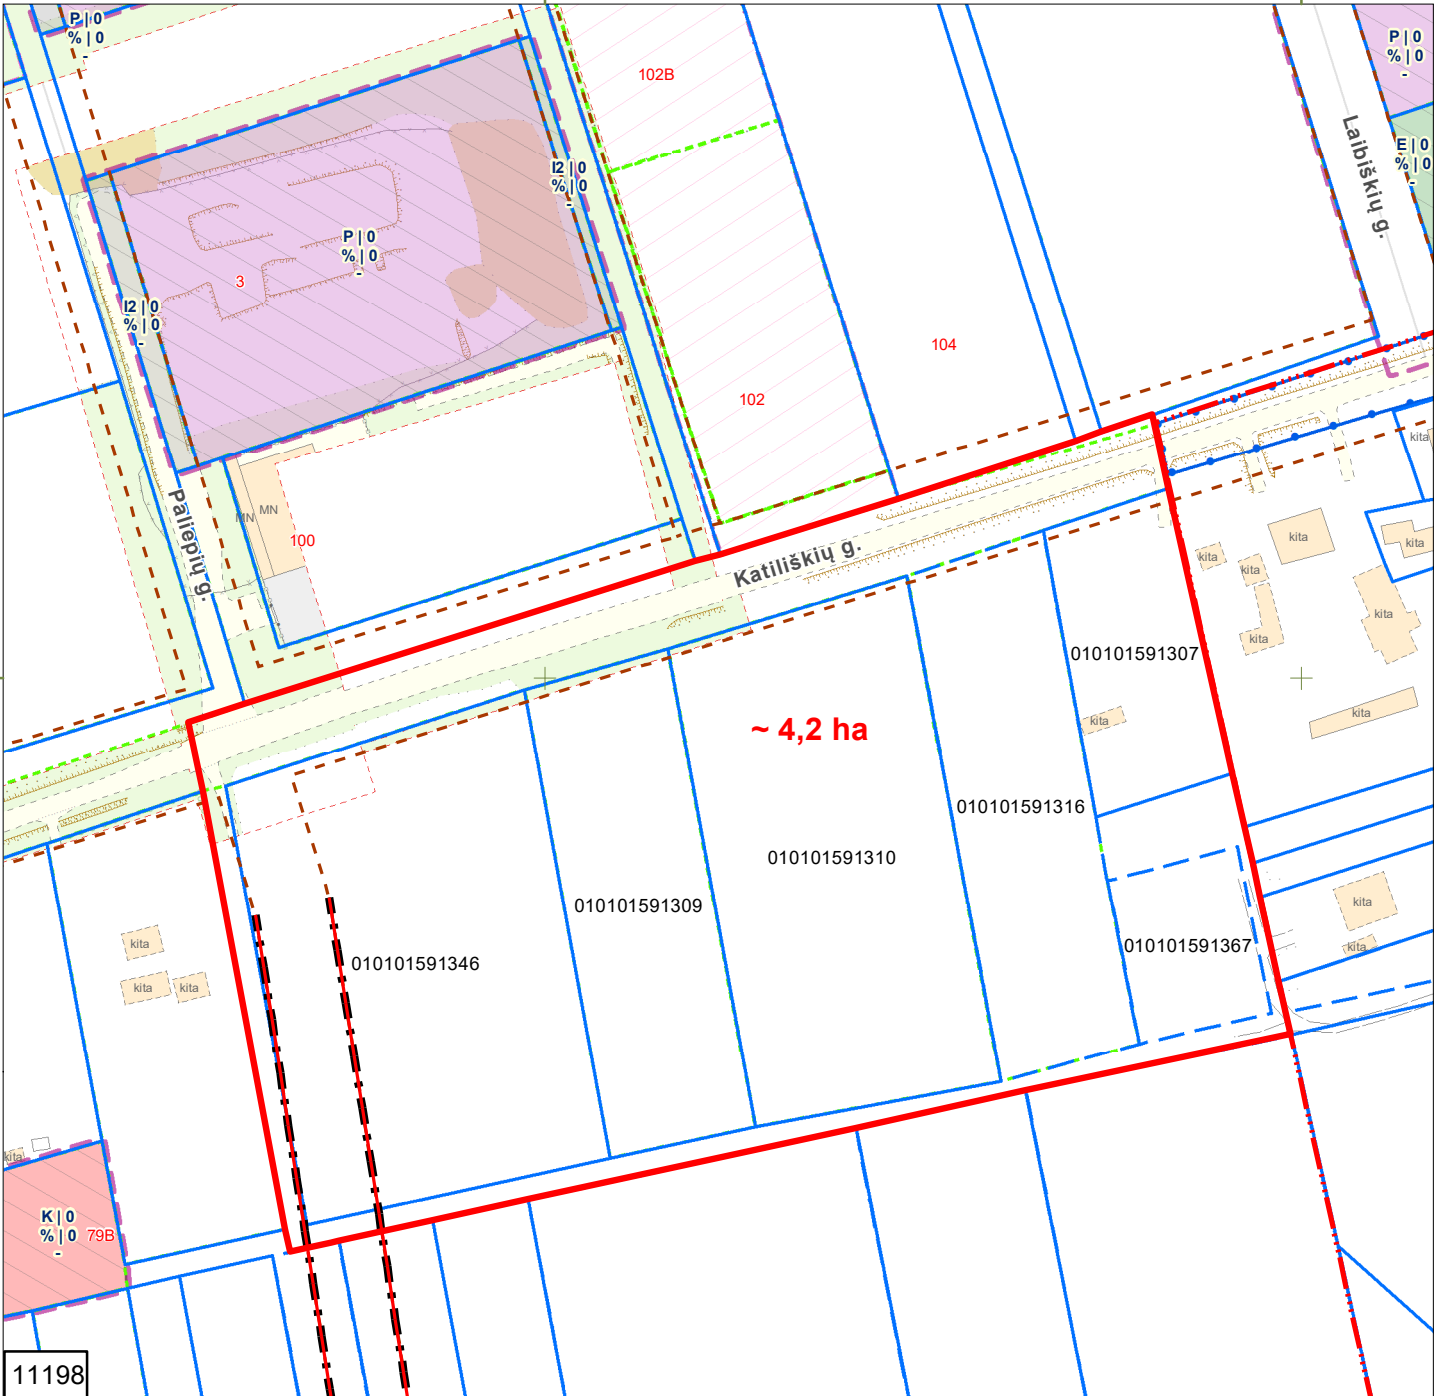 P | 0
% | 0
-
102B
P | 0
% | 0
-
Laibiškių g.
E | 0
% | 0
-
I2 | 0
% | 0
-
P | 0
% | 0
-
3
I2 | 0
% | 0
-
104
102
kita
MN
MN
Paliepių g.
100
Katiliškių g.
kita
kita
kita
kita
kita
kita
010101591307
kita
kita
~ 4,2 ha
010101591316
010101591310
010101591309
kita
kita
010101591367
kita
010101591346
kita
kita
kita
K | 0
% | 0
-
79B
11198